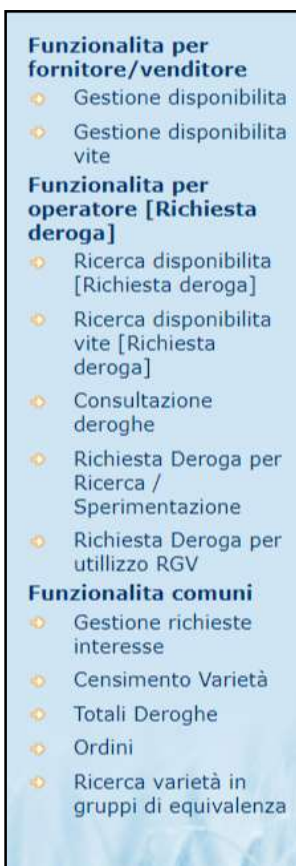 Funzionalita per
fornitore/venditore
Gestione disponibilita
Gestione disponibilita
vite
Funzionalita per
operatore [Richiesta
deroga]
Ricerca disponibilita
[Richiesta deroga]
Ricerca disponibilita
vite [Richiesta
deroga]
Consultazione
deroghe
Richiesta Deroga per
Ricerca /
Sperimentazione
Richiesta Deroga per
utillizzo RGV
Funzionalita comuni
Gestione richieste
interesse
Censimento Varietà
Totali Deroghe
Ordini
Ricerca varietà in
gruppi di equivalenza